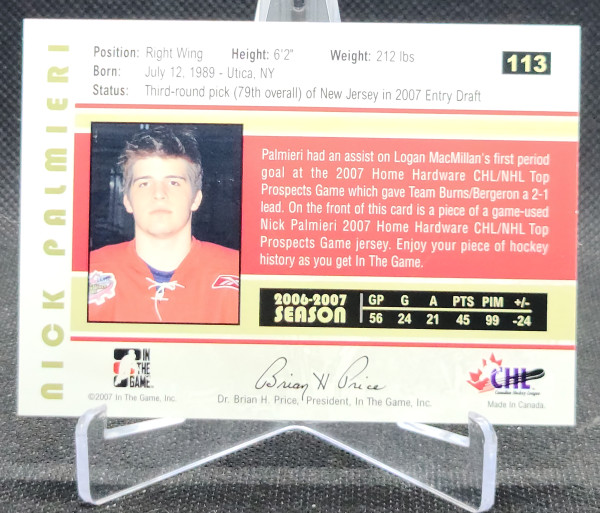 NICK PALMIERI
Position: Right Wing Height: 6'2" Weight: 212 lbs
113
Born: July 12, 1989 - Utica, NY
Status: Third-round pick (79th overall) of New Jersey in 2007 Entry Draft
Palmieri had an assist on Logan MacMillan's first period
goal at the 2007 Home Hardware CHL/NHL Top
Prospects Game which gave Team Burns/Bergeron a 2-1
lead. On the front of this card is a piece of a game-used
Nick Palmieri 2007 Home Hardware CHL/NHL Top
Prospects Game jersey. Enjoy your piece of hockey
history as you get In The Game.
2006-2007 GP G A PTS PIM +/-
SEASON 56 24 21 45 99 -24
IN
THE
GAME
Brian H Price
CHL
Canadian Hockey League
©2007 In The Game, Inc.
Dr. Brian H. Price, President, In The Game, Inc.
Made In Canada.